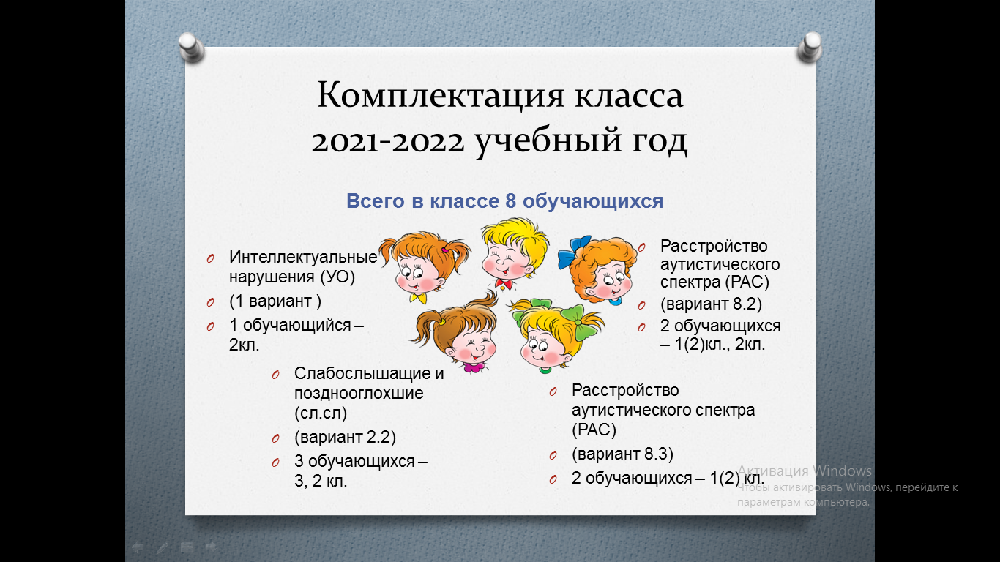 Комплектация класса
2021-2022 учебный год
Всего в классе 8 обучающихся
Интеллектуальные
нарушения (УО)
(1 вариант )
1 обучающийся –
2кл.
Расстройство
аутистического
спектра (РАС)
(вариант 8.2)
2 обучающихся
– 1(2)кл., 2кл.
Слабослышащие и
позднооглохшие
(сл.сл)
(вариант 2.2)
3 обучающихся –
3, 2 кл.
Расстройство
аутистического спектра
(РАС)
(вариант 8.3)
2 обучающихся – 1(2) кл.
Активация Windows
Чтобы активировать Windows, перейдите к
параметрам компьютера.